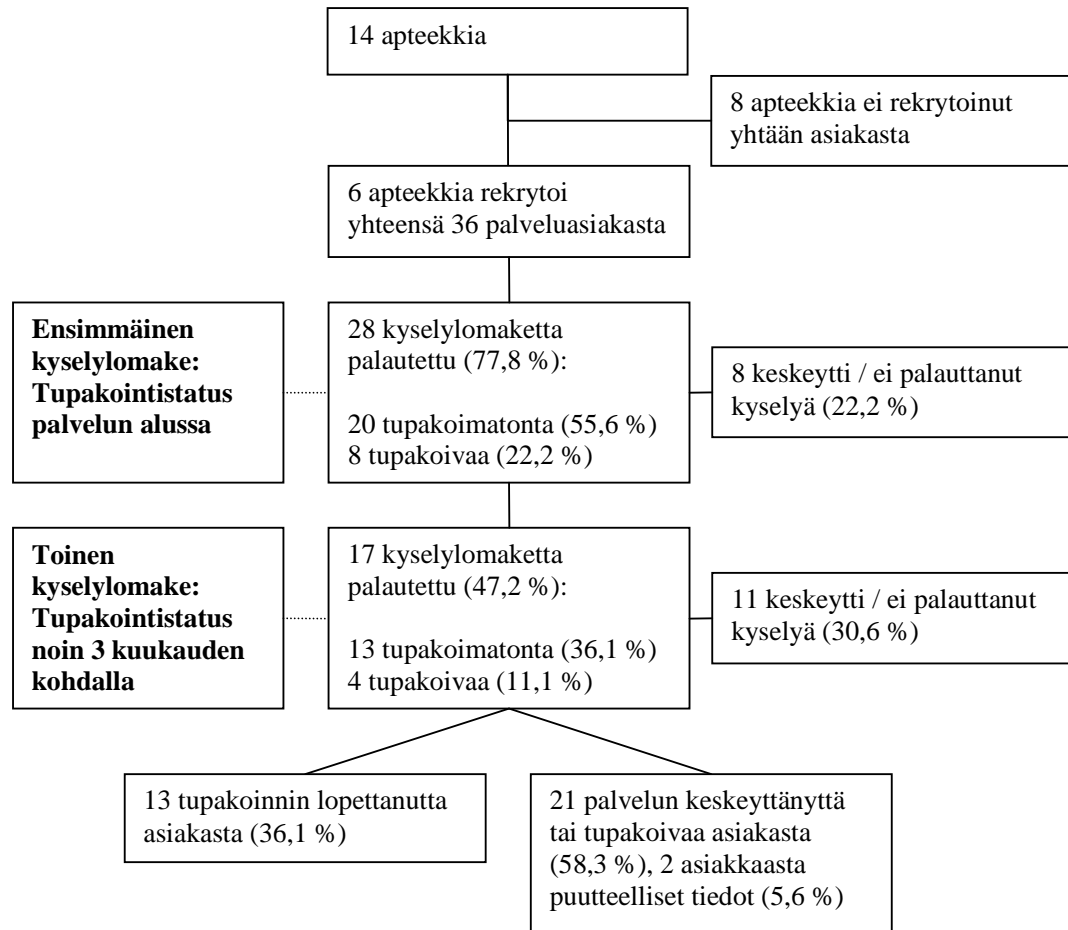 14 apteekkia
8 apteekkia ei rekrytoinut
yhtään asiakasta
6 apteekkia rekrytoi
yhteensä 36 palveluasiakasta
Ensimmäinen
kyselylomake:
Tupakointistatus
palvelun alussa
28 kyselylomaketta
palautettu (77,8 %):
20 tupakoimatonta (55,6 %)
8 tupakoivaa (22,2 %)
8 keskeytti / ei palauttanut
kyselyä (22,2 %)
Toinen
kyselylomake:
Tupakointistatus
noin 3 kuukauden
kohdalla
17 kyselylomaketta
palautettu (47,2 %):
13 tupakoimatonta (36,1 %)
4 tupakoivaa (11,1 %)
11 keskeytti / ei palauttanut
kyselyä (30,6 %)
13 tupakoinnin lopettanutta
asiakasta (36,1 %)
21 palvelun keskeyttänyttä
tai tupakoivaa asiakasta
(58,3 %), 2 asiakkaasta
puutteelliset tiedot (5,6 %)